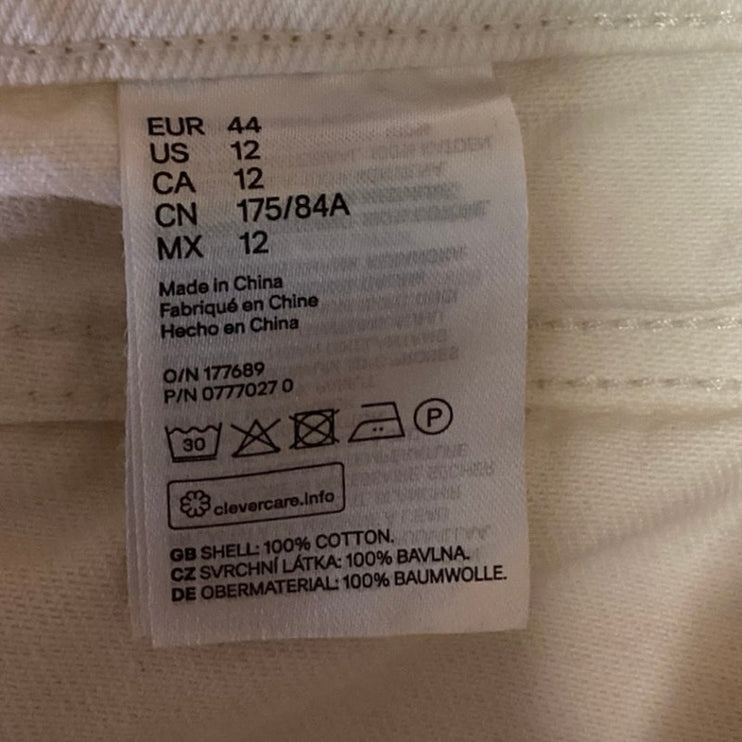 EUR 44
US 12
CA 12
CN 175/84A
MX 12
Made in China
Fabriqué en Chine
Hecho en China
O/N 177689
P/N 0777027 0
30 P
clevercare.info
GB SHELL: 100% COTTON.
CZ SVRCHNÍ LÁTKA: 100% BAVLNA.
DE OBERMATERIAL: 100% BAUMWOLLE.